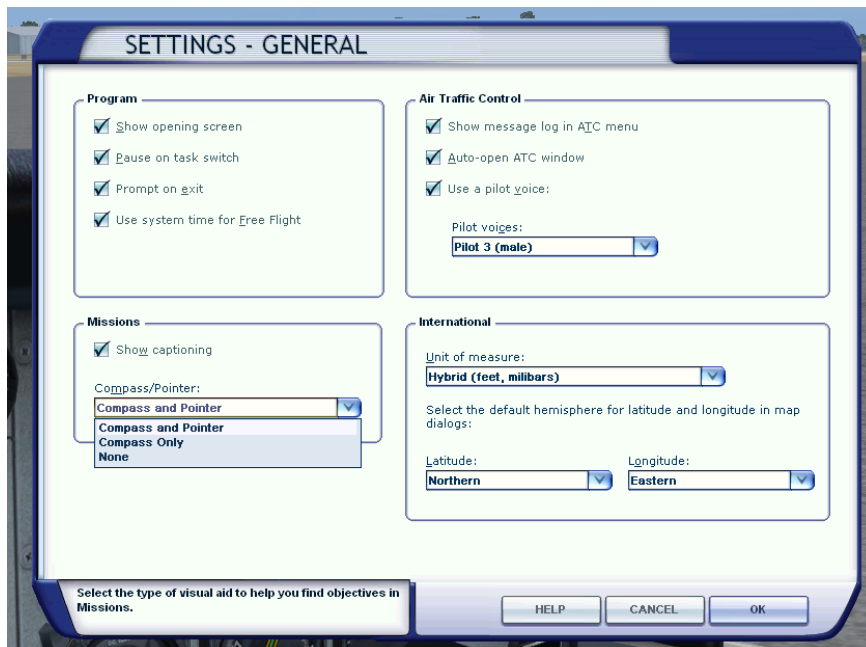 SETTINGS - GENERAL
Program
Show opening screen
Pause on task switch
Prompt on exit
Use system time for Free Flight
Air Traffic Control
Show message log in ATC menu
Auto-open ATC window
Use a pilot voice:
Pilot voices:
Pilot 3 (male)
Missions
Show captioning
Compass/Pointer:
Compass and Pointer
Compass and Pointer
Compass Only
None
International
Unit of measure:
Hybrid (feet, milibars)
Select the default hemisphere for latitude and longitude in map
dialogs:
Latitude:
Longitude:
Northern
Eastern
Select the type of visual aid to help you find objectives in
Missions.
HELP
CANCEL
OK